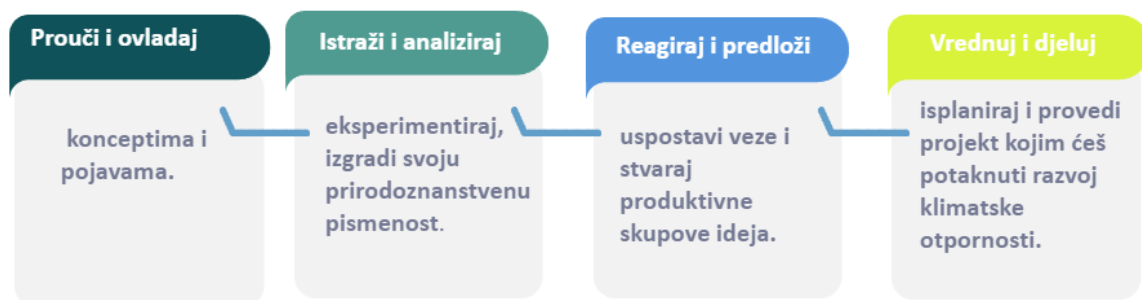 Prouči i ovladaj
konceptima i
pojavama.
Istraži i analiziraj
eksperimentiraj,
izgradi svoju
prirodoznanstvenu
pismenost.
Reagiraj i predloži
uspostavi veze i
stvaraj
produktivne
skupove ideja.
Vrednuj i djeluj
isplaniraj i provedi
projekt kojim ćeš
potaknuti razvoj
klimatske
otpornosti.